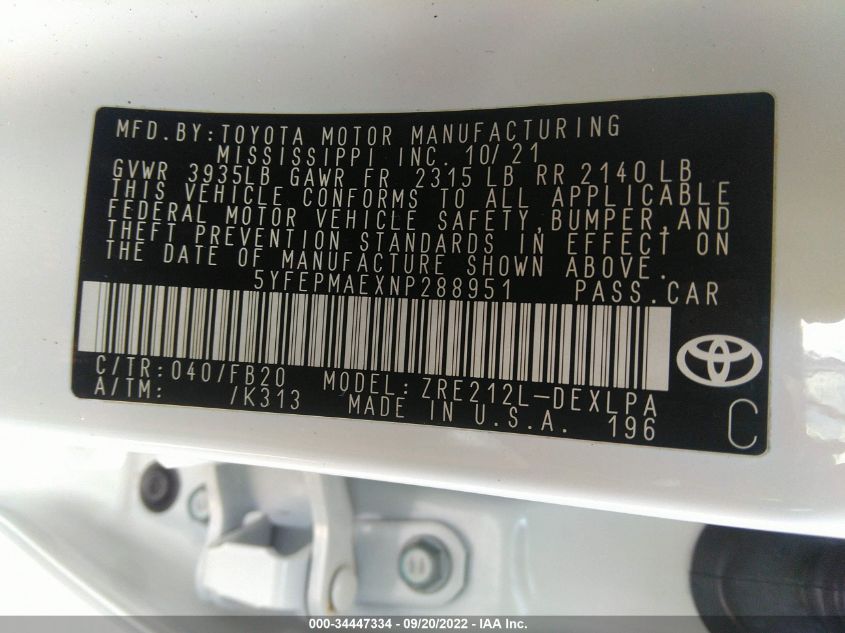 MFD.BY:TOYOTA MOTOR MANUFACTURING
MISSISSIPPI INC. 10/21
GVWR 3935LB GAWR FR 2315 LB RR 2140 LB
THIS VEHICLE CONFORMS TO ALL APPLICABLE
FEDERAL MOTOR VEHICLE SAFETY,BUMPER,AND
THEFT PREVENTION STANDARDS IN EFFECT ON
THE DATE OF MANUFACTURE SHOWN ABOVE.
5YFEPMAEXNP288951 PASS.CAR
C/TR:040/FB20 MODEL: ZRE212L-DEXLPA
A/TM: /K313 MADE IN U.S.A. 196
C
000-34447334 - 09/20/2022 - IAA Inc.